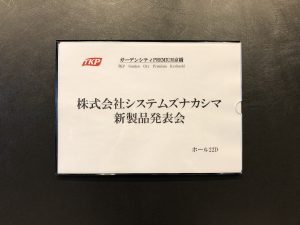 TKP
ガーデンシティPREMIUM京橋
TKP Garden City Premium Kyobashi
株式会社システムズナカシマ
新製品発表会
ホール22D